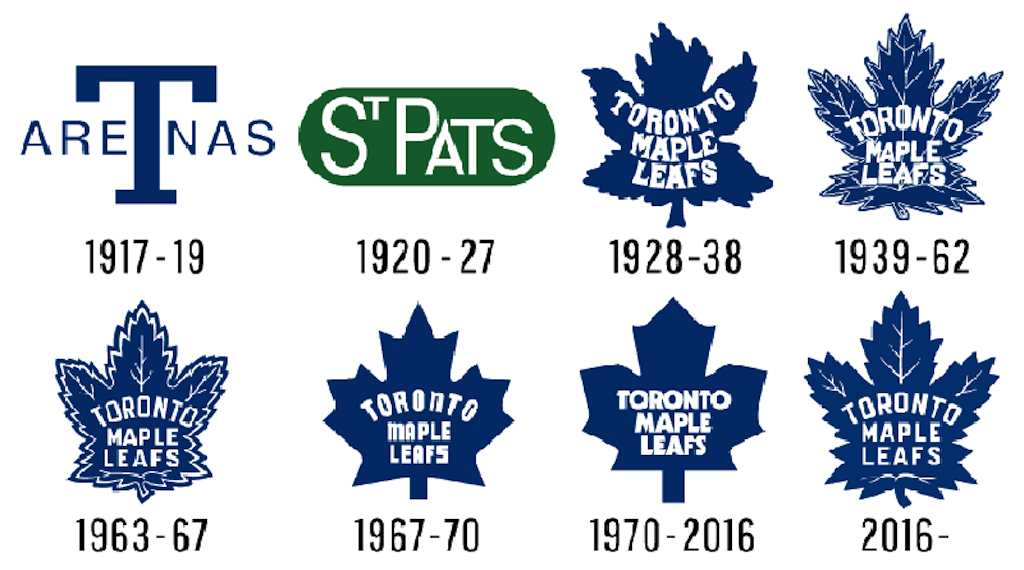 ARETNAS
ST PATS
TORONTO
MAPLE
LEAFS
TORONTO
MAPLE
LEAFS
1917-19
1920-27
1928-38
1939-62
TORONTO
MAPLE
LEAFS
TORONTO
MAPLE
LEAFS
TORONTO
MAPLE
LEAFS
TORONTO
MAPLE
LEAFS
1963-67
1967-70
1970-2016
2016-